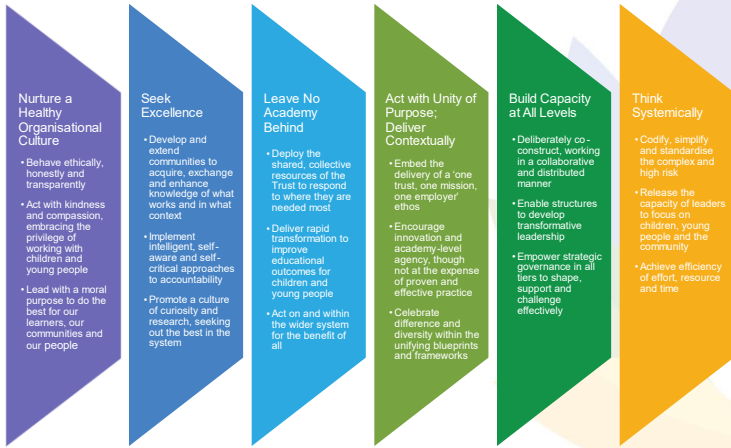 Nurture a
Healthy
Organisational
Culture
• Behave ethically,
honestly and
transparently
• Act with kindness
and compassion,
embracing the
privilege of
working with
children and
young people
• Lead with a moral
purpose to do the
best for our
learners, our
communities and
our people
Seek
Excellence
• Develop and
extend
communities to
acquire, exchange
and enhance
knowledge of what
works and in what
context
• Implement
intelligent, self-
aware and self-
critical approaches
to accountability
• Promote a culture
of curiosity and
research, seeking
out the best in the
system
Leave No
Academy
Behind
• Deploy the
shared, collective
resources of the
Trust to respond
to where they are
needed most
• Deliver rapid
transformation to
improve
educational
outcomes for
children and
young people
• Act on and within
the wider system
for the benefit of
all
Act with Unity of
Purpose;
Deliver
Contextually
• Embed the
delivery of a 'one
trust, one mission,
one employer'
ethos
• Encourage
innovation and
academy-level
agency, though
not at the expense
of proven and
effective practice
• Celebrate
difference and
diversity within the
unifying blueprints
and frameworks
Build Capacity
at All Levels
• Deliberately co-
construct, working
in a collaborative
and distributed
manner
• Enable structures
to develop
transformative
leadership
• Empower strategic
governance in all
tiers to shape,
support and
challenge
effectively
Think
Systemically
• Codify, simplify
and standardise
the complex and
high risk
• Release the
capacity of leaders
to focus on
children, young
people and the
community
• Achieve efficiency
of effort, resource
and time